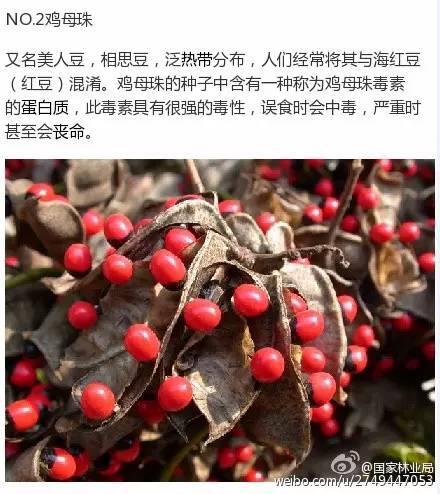 NO.2鸡母珠
又名美人豆，相思豆，泛热带分布，人们经常将其与海红豆
（红豆）混淆。鸡母珠的种子中含有一种称为鸡母珠毒素
的蛋白质，此毒素具有很强的毒性，误食时会中毒，严重时
甚至会丧命。
@国家林业局
weibo.com/u/2749447053